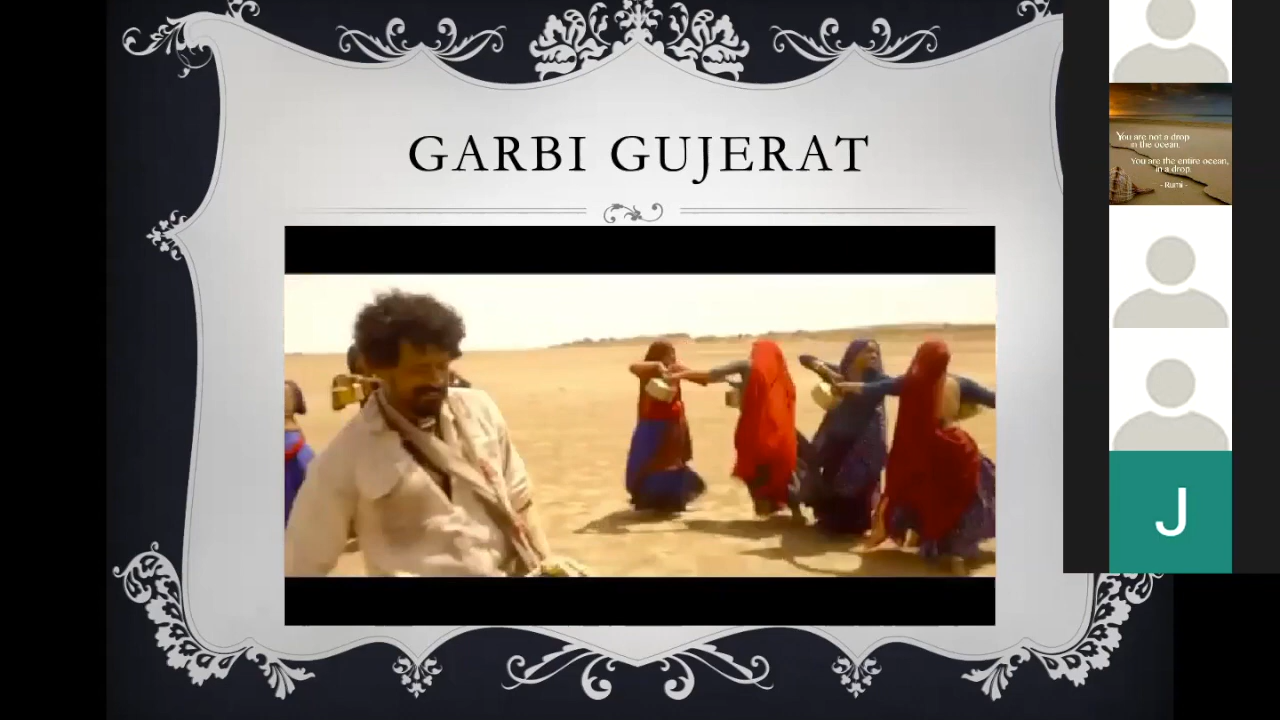 GARBI GUJERAT
You are not a drop
in the ocean.
You are the entire ocean,
in a drop.
- Rumi -
J